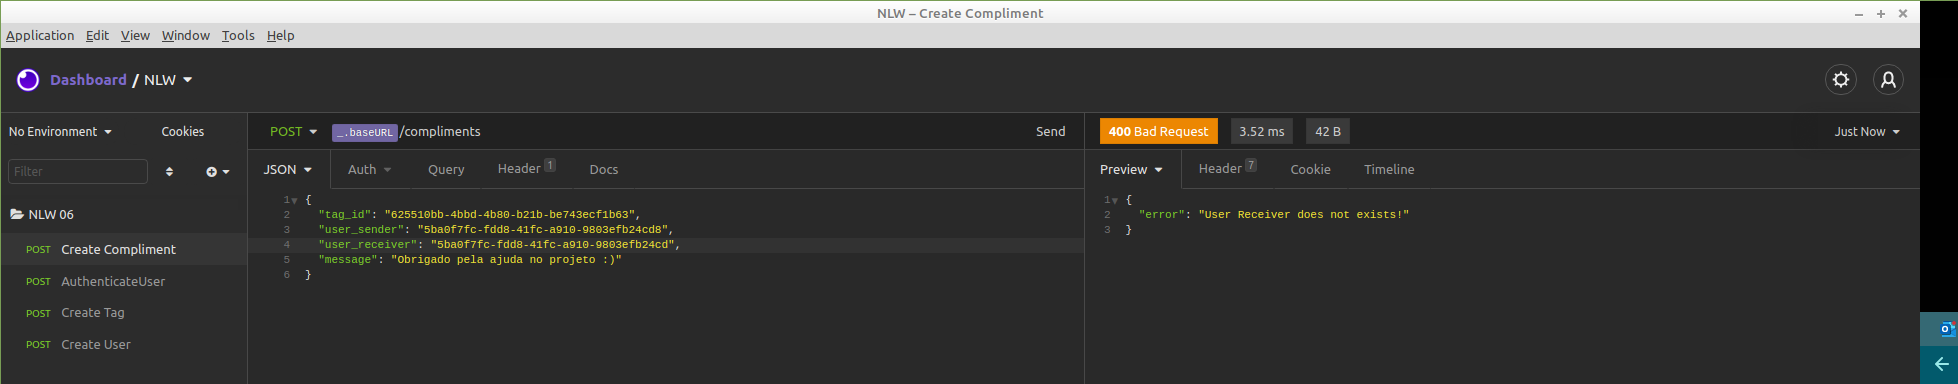 NLW – Create Compliment
Application Edit View Window Tools Help
Dashboard / NLW
No Environment Cookies
Filter
NLW 06
POST Create Compliment
POST AuthenticateUser
POST Create Tag
POST Create User
POST _.baseURL /compliments Send
JSON Auth Query Header 1 Docs
1 {
2 "tag_id": "625510bb-4bbd-4b80-b21b-be743ecf1b63",
3 "user_sender": "5ba0f7fc-fdd8-41fc-a910-9803efb24cd8",
4 "user_receiver": "5ba0f7fc-fdd8-41fc-a910-9803efb24cd",
5 "message": "Obrigado pela ajuda no projeto :)"
6 }
400 Bad Request 3.52 ms 42 B Just Now
Preview Header 7 Cookie Timeline
1 {
2 "error": "User Receiver does not exists!"
3 }